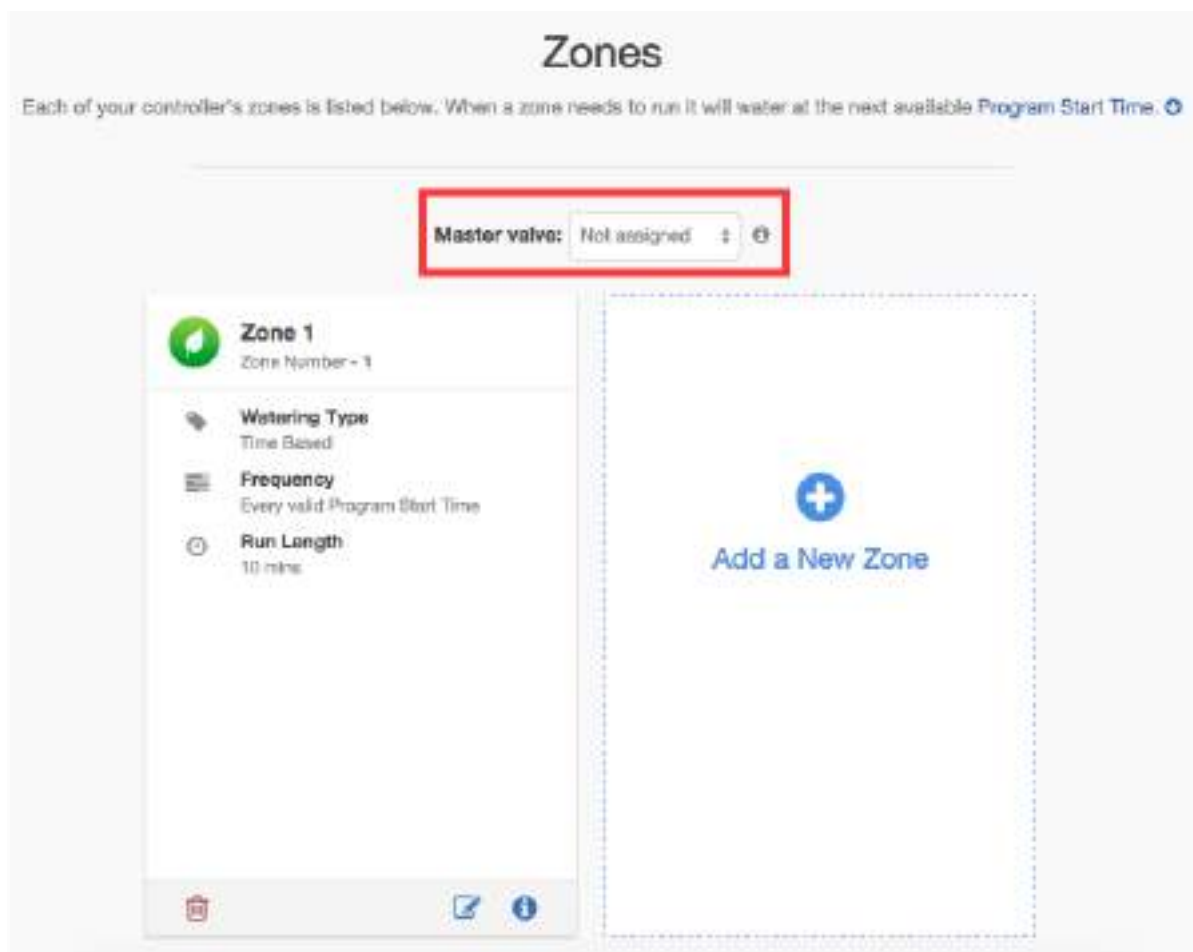 Zones
Each of your controller's zones is listed below. When a zone needs to run it will water at the next available Program Start Time.
Master valve: Not assigned
Zone 1
Zone Number - 1
Watering Type
Time Based
Frequency
Every valid Program Start Time
Run Length
10 mins
Add a New Zone